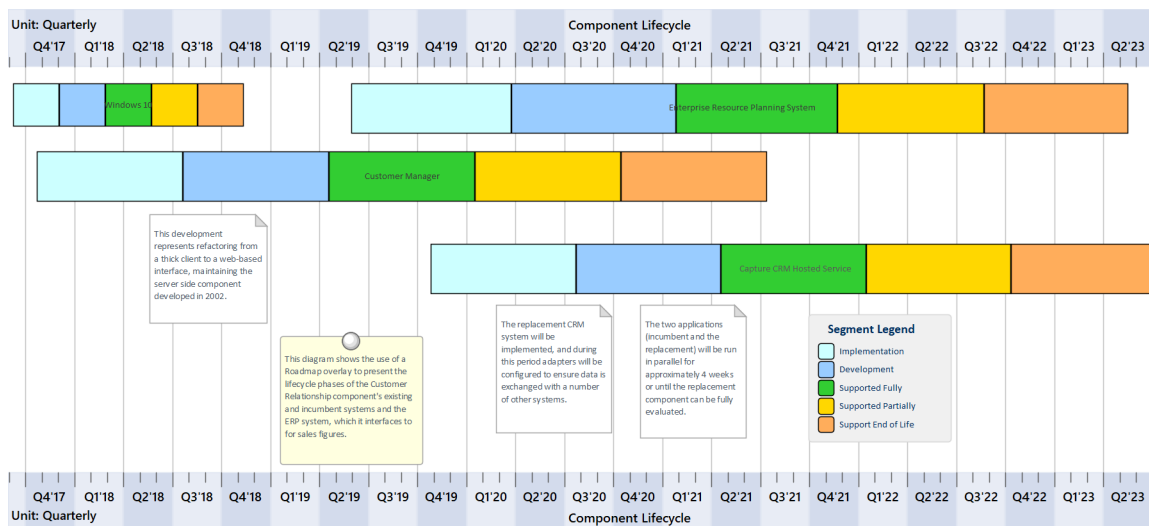 Unit: Quarterly
Component Lifecycle
Q4'17 Q1'18 Q2'18 Q3'18 Q4'18 Q1'19 Q2'19 Q3'19 Q4'19 Q1'20 Q2'20 Q3'20 Q4'20 Q1'21 Q2'21 Q3'21 Q4'21 Q1'22 Q2'22 Q3'22 Q4'22 Q1'23 Q2'23
Windows 10
Enterprise Resource Planning System
Customer Manager
This development
represents refactoring from
a thick client to a web-based
interface, maintaining the
server side component
developed in 2002.
Capture CRM Hosted Service
This diagram shows the use of a
Roadmap overlay to present the
lifecycle phases of the Customer
Relationship component's existing
and incumbent systems and the
ERP system, which it interfaces to
for sales figures.
The replacement CRM
system will be
implemented, and during
this period adapters will be
configured to ensure data is
exchanged with a number
of other systems.
The two applications
(incumbent and the
replacement) will be run
in parallel for
approximately 4 weeks
or until the replacement
component can be fully
evaluated.
Segment Legend
Implementation
Development
Supported Fully
Supported Partially
Support End of Life
Q4'17 Q1'18 Q2'18 Q3'18 Q4'18 Q1'19 Q2'19 Q3'19 Q4'19 Q1'20 Q2'20 Q3'20 Q4'20 Q1'21 Q2'21 Q3'21 Q4'21 Q1'22 Q2'22 Q3'22 Q4'22 Q1'23 Q2'23
Unit: Quarterly
Component Lifecycle